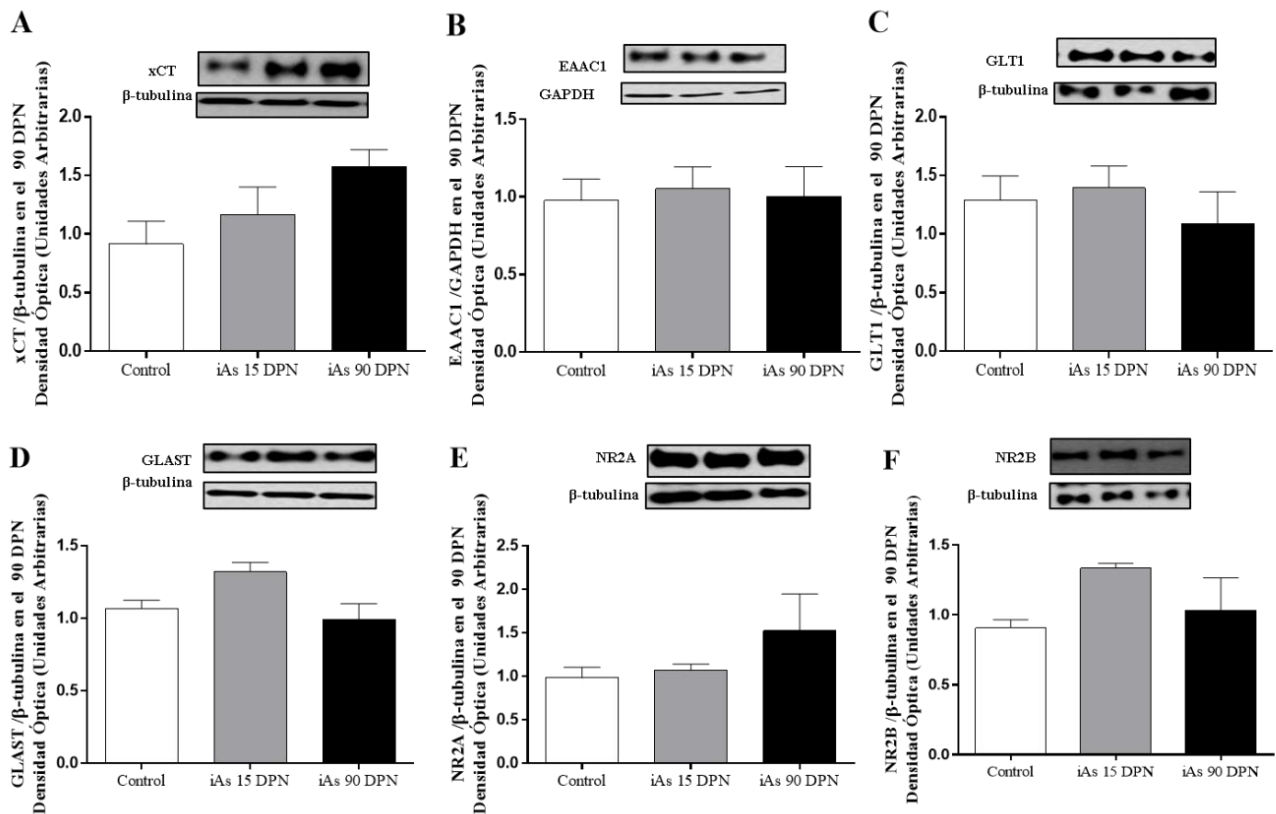 A
xCT
β-tubulina
xCT /β-tubulina en el 90 DPN
Densidad Óptica (Unidades Arbitrarias)
2.0
1.5
1.0
0.5
0.0
Control
iAs 15 DPN
iAs 90 DPN
B
EAAC1
GAPDH
EAAC1 /GAPDH en el 90 DPN
Densidad Óptica (Unidades Arbitrarias)
1.5
1.0
0.5
0.0
Control
iAs 15 DPN
iAs 90 DPN
C
GLT1
β-tubulina
GLT1 /β-tubulina en el 90 DPN
Densidad Óptica (Unidades Arbitrarias)
2.0
1.5
1.0
0.5
0.0
Control
iAs 15 DPN
iAs 90 DPN
D
GLAST
β-tubulina
GLAST /β-tubulina en el 90 DPN
Densidad Óptica (Unidades Arbitrarias)
1.5
1.0
0.5
0.0
Control
iAs 15 DPN
iAs 90 DPN
E
NR2A
β-tubulina
NR2A /β-tubulina en el 90 DPN
Densidad Óptica (Unidades Arbitrarias)
2.5
2.0
1.5
1.0
0.5
0.0
Control
iAs 15 DPN
iAs 90 DPN
F
NR2B
β-tubulina
NR2B /β-tubulina en el 90 DPN
Densidad Óptica (Unidades Arbitrarias)
1.5
1.0
0.5
0.0
Control
iAs 15 DPN
iAs 90 DPN